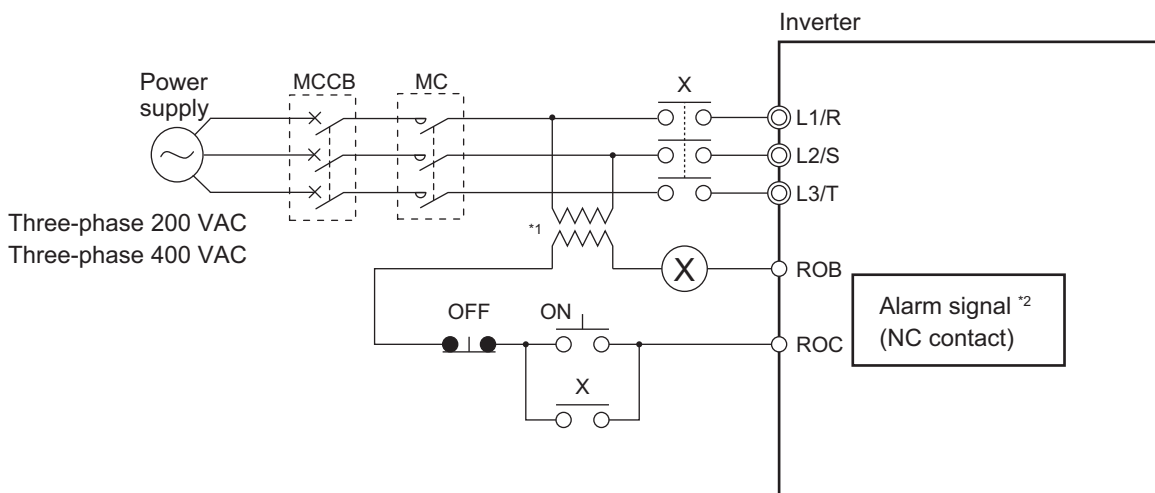 Inverter
Power
supply
MCCB
MC
X
L1/R
L2/S
L3/T
Three-phase 200 VAC
Three-phase 400 VAC
*1
X
ROB
Alarm signal *2
(NC contact)
OFF
ON
ROC
X